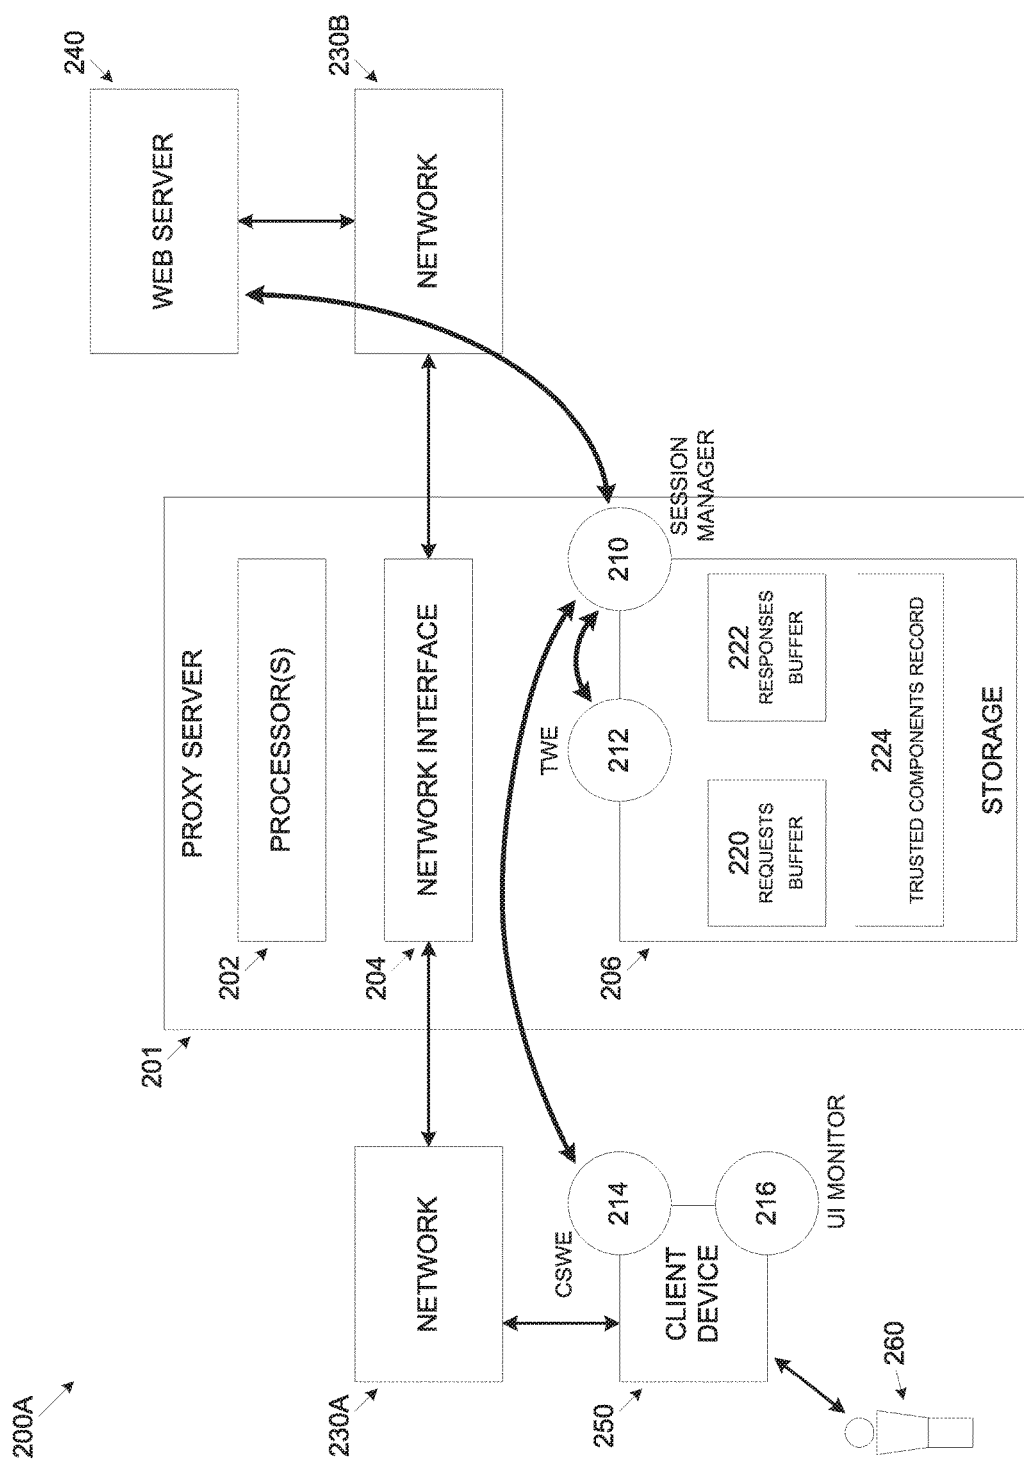 200A
240
WEB SERVER
201
PROXY SERVER
202
PROCESSOR(S)
230A
NETWORK
204
NETWORK INTERFACE
230B
NETWORK
CSWE
214
TWE
212
210
SESSION
MANAGER
250
CLIENT
DEVICE
216
UI MONITOR
206
220
REQUESTS
BUFFER
222
RESPONSES
BUFFER
224
TRUSTED COMPONENTS RECORD
STORAGE
260